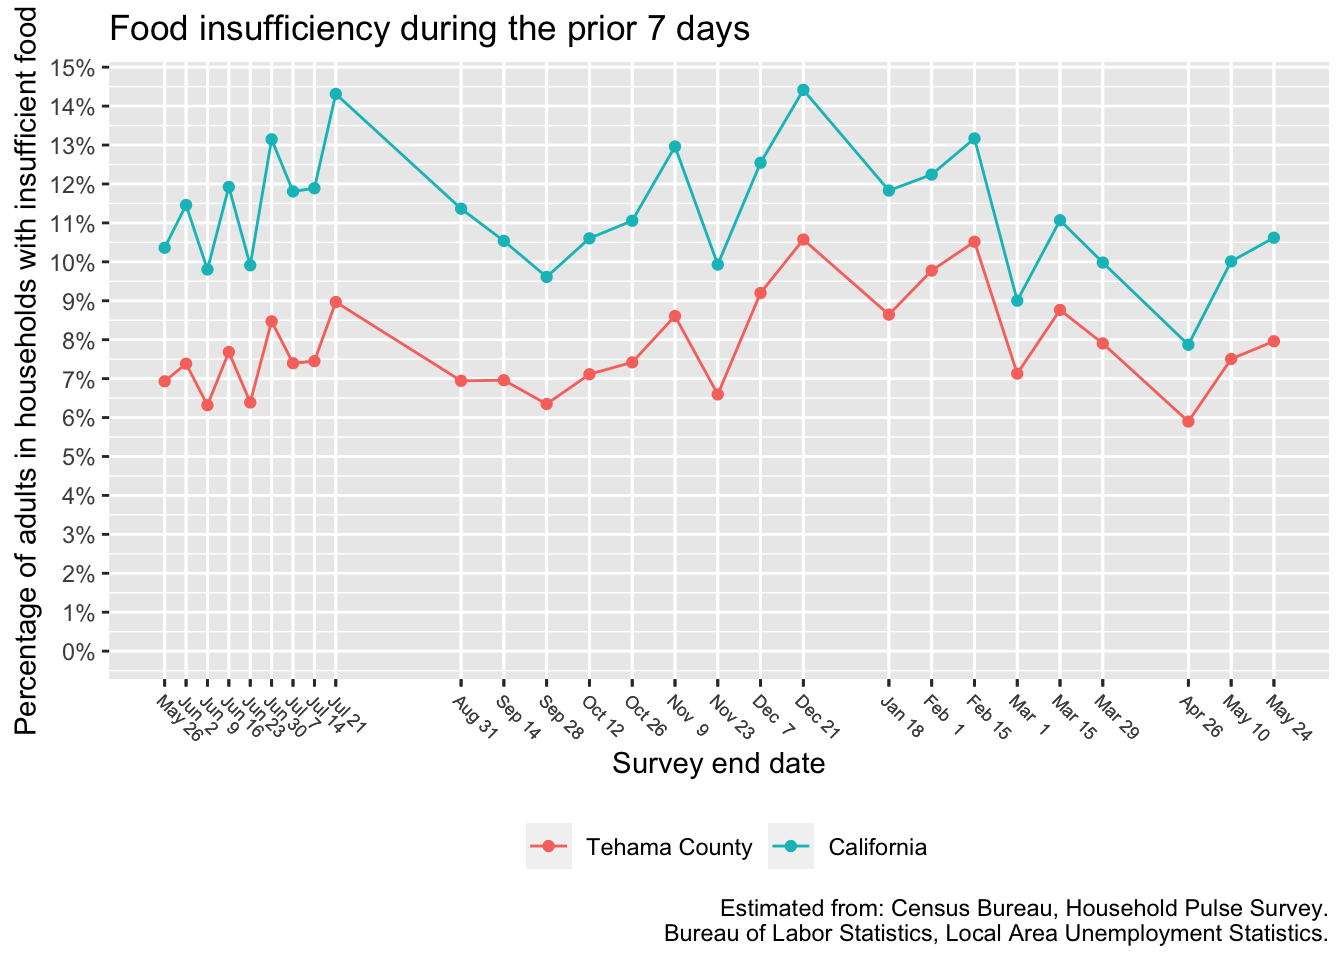 Food insufficiency during the prior 7 days
Percentage of adults in households with insufficient food
15%
14%
13%
12%
11%
10%
9%
8%
7%
6%
5%
4%
3%
2%
1%
0%
May 26
Jun 2
Jun 9
Jun 16
Jun 23
Jun 30
Jul 7
Jul 14
Jul 21
Aug 31
Sep 14
Sep 28
Oct 12
Oct 26
Nov 9
Nov 23
Dec 7
Dec 21
Jan 18
Feb 1
Feb 15
Mar 1
Mar 15
Mar 29
Apr 26
May 10
May 24
Survey end date
Tehama County
California
Estimated from: Census Bureau, Household Pulse Survey.
Bureau of Labor Statistics, Local Area Unemployment Statistics.